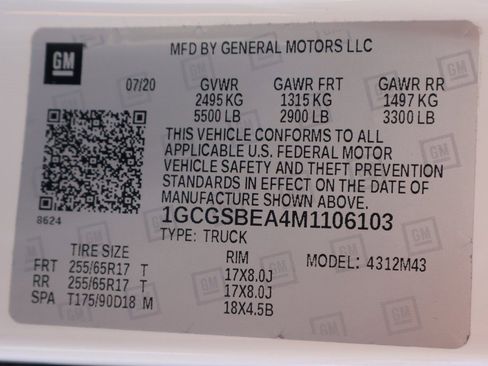 GM
MFD BY GENERAL MOTORS LLC
07/20 GVWR GAWR FRT GAWR RR
2495 KG 1315 KG 1497 KG
5500 LB 2900 LB 3300 LB
THIS VEHICLE CONFORMS TO ALL
APPLICABLE U.S. FEDERAL MOTOR
VEHICLE SAFETY AND THEFT PREVENTION
STANDARDS IN EFFECT ON THE DATE OF
MANUFACTURE SHOWN ABOVE.
8624
1GCGSBEA4M1106103
TYPE: TRUCK
TIRE SIZE RIM MODEL: 4312M43
FRT 255/65R17 T 17X8.0J
RR 255/65R17 T 17X8.0J
SPA T175/90D18 M 18X4.5B